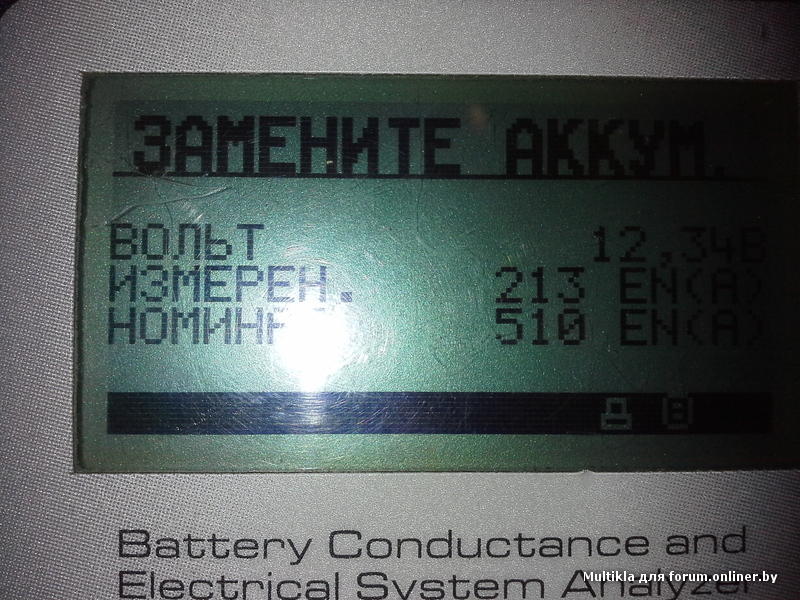 ЗАМЕНИТЕ АККУМ.
ВОЛЬТ 12,34В
ИЗМЕРЕН. 213 EN(A)
510 EN(A)
Battery Conductance and
Electrical System Analyzer
Multikla для forum.onliner.by